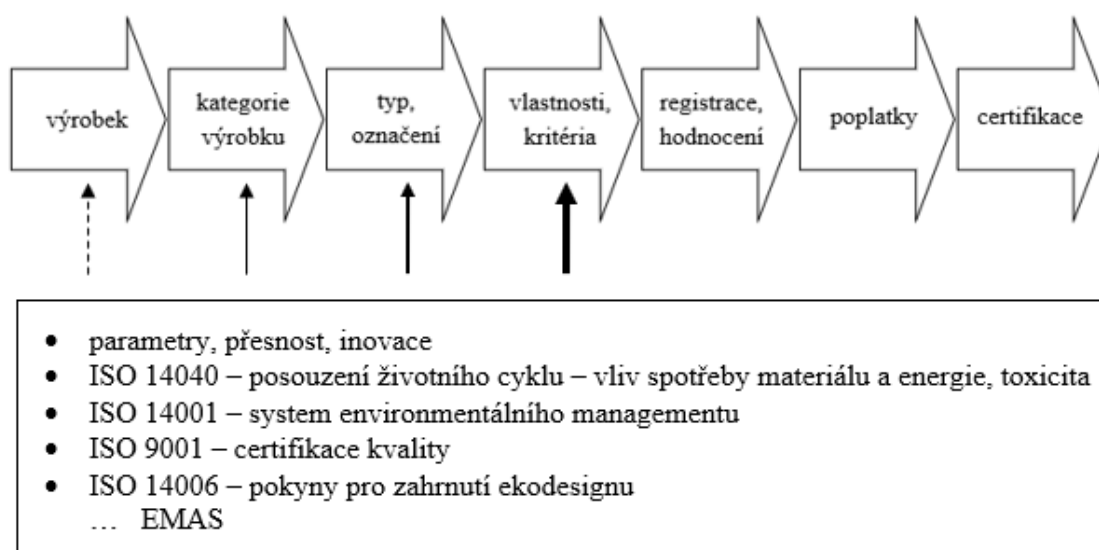 výrobek
kategorie
výrobku
typ,
označení
vlastnosti,
kritéria
registrace,
hodnocení
poplatky
certifikace
• parametry, přesnost, inovace
• ISO 14040 – posouzení životního cyklu – vliv spotřeby materiálu a energie, toxicita
• ISO 14001 – system environmentálního managementu
• ISO 9001 – certifikace kvality
• ISO 14006 – pokyny pro zahrnutí ekodesignu
… EMAS